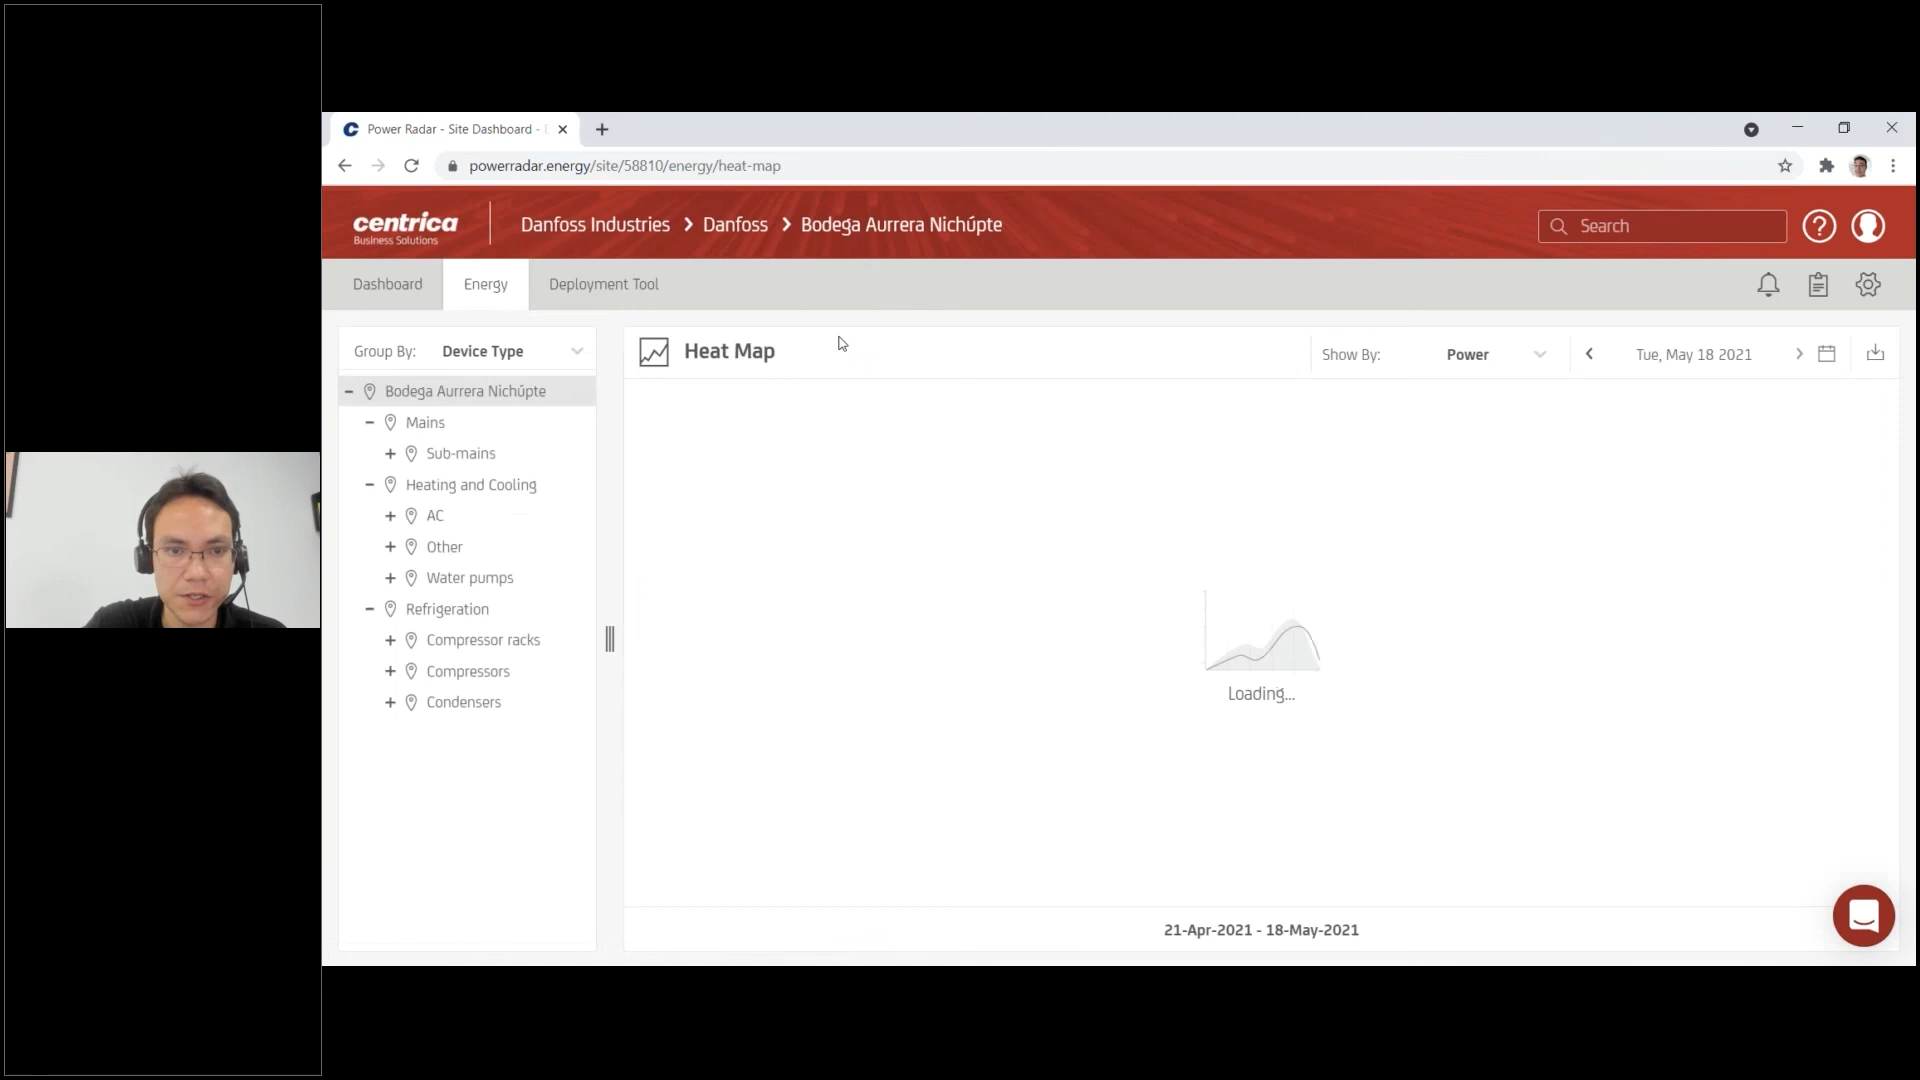 Power Radar - Site Dashboard -
powerradar.energy/site/58810/energy/heat-map
centrica
Business Solutions
Danfoss Industries > Danfoss > Bodega Aurrera Nichúpte
Search
?
Dashboard
Energy
Deployment Tool
Group By: Device Type
Heat Map
Show By: Power
Tue, May 18 2021
Bodega Aurrera Nichúpte
Mains
Sub-mains
Heating and Cooling
AC
Other
Water pumps
Refrigeration
Compressor racks
Compressors
Condensers
Loading...
21-Apr-2021 - 18-May-2021